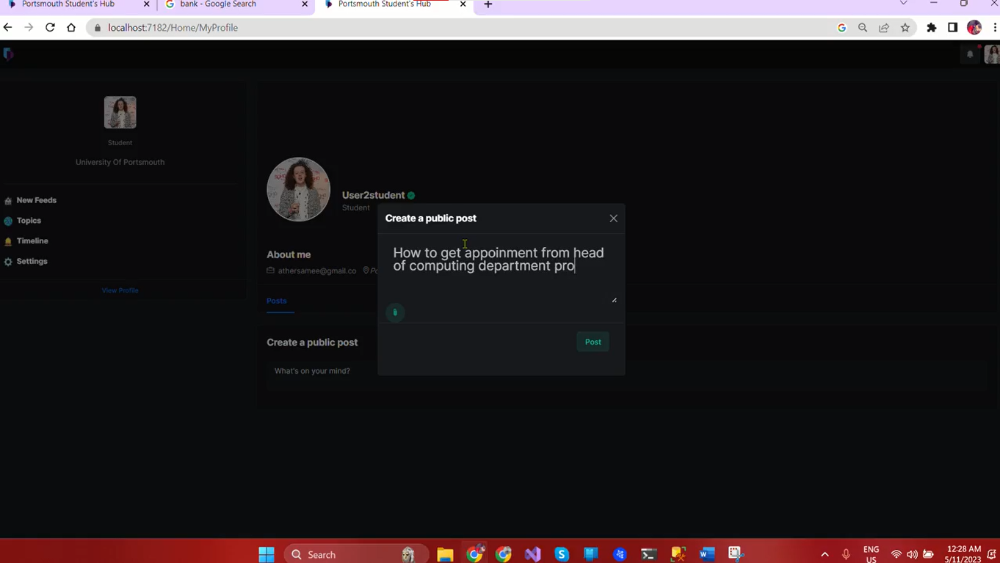 Portsmouth Student's Hub
bank - Google Search
Portsmouth Student's Hub
localhost:7182/Home/MyProfile
Student
University Of Portsmouth
New Feeds
Topics
Timeline
Settings
View Profile
User2student
Student
About me
athersamee@gmail.co
Posts
Create a public post
What's on your mind?
Create a public post
How to get appoinment from head
of computing department pro
Post
Search
ENG
US
12:28 AM
5/11/2023